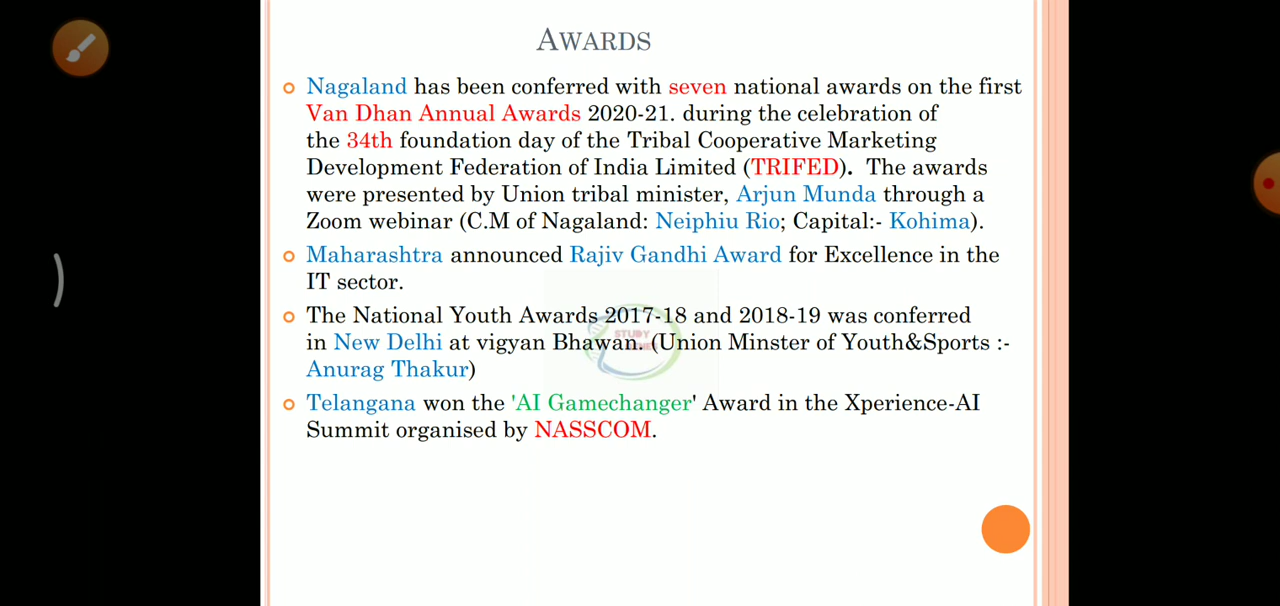 AWARDS
Nagaland has been conferred with seven national awards on the first
Van Dhan Annual Awards 2020-21. during the celebration of
the 34th foundation day of the Tribal Cooperative Marketing
Development Federation of India Limited (TRIFED). The awards
were presented by Union tribal minister, Arjun Munda through a
Zoom webinar (C.M of Nagaland: Neiphiu Rio; Capital:- Kohima).
Maharashtra announced Rajiv Gandhi Award for Excellence in the
IT sector.
The National Youth Awards 2017-18 and 2018-19 was conferred
in New Delhi at vigyan Bhawan. (Union Minster of Youth&Sports :-
Anurag Thakur)
Telangana won the 'AI Gamechanger' Award in the Xperience-AI
Summit organised by NASSCOM.
STUDY